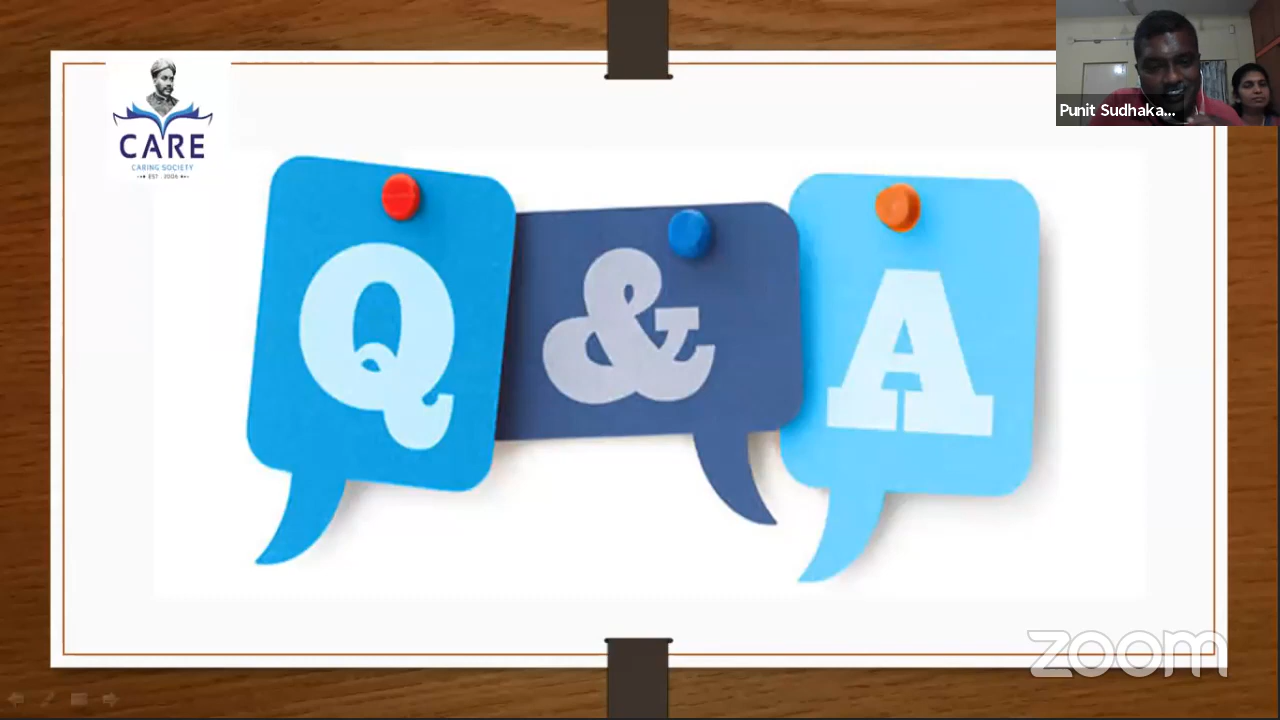 CARE
CARING SOCIETY
EST . 2006
Punit Sudhaka...
Q & A
zoom